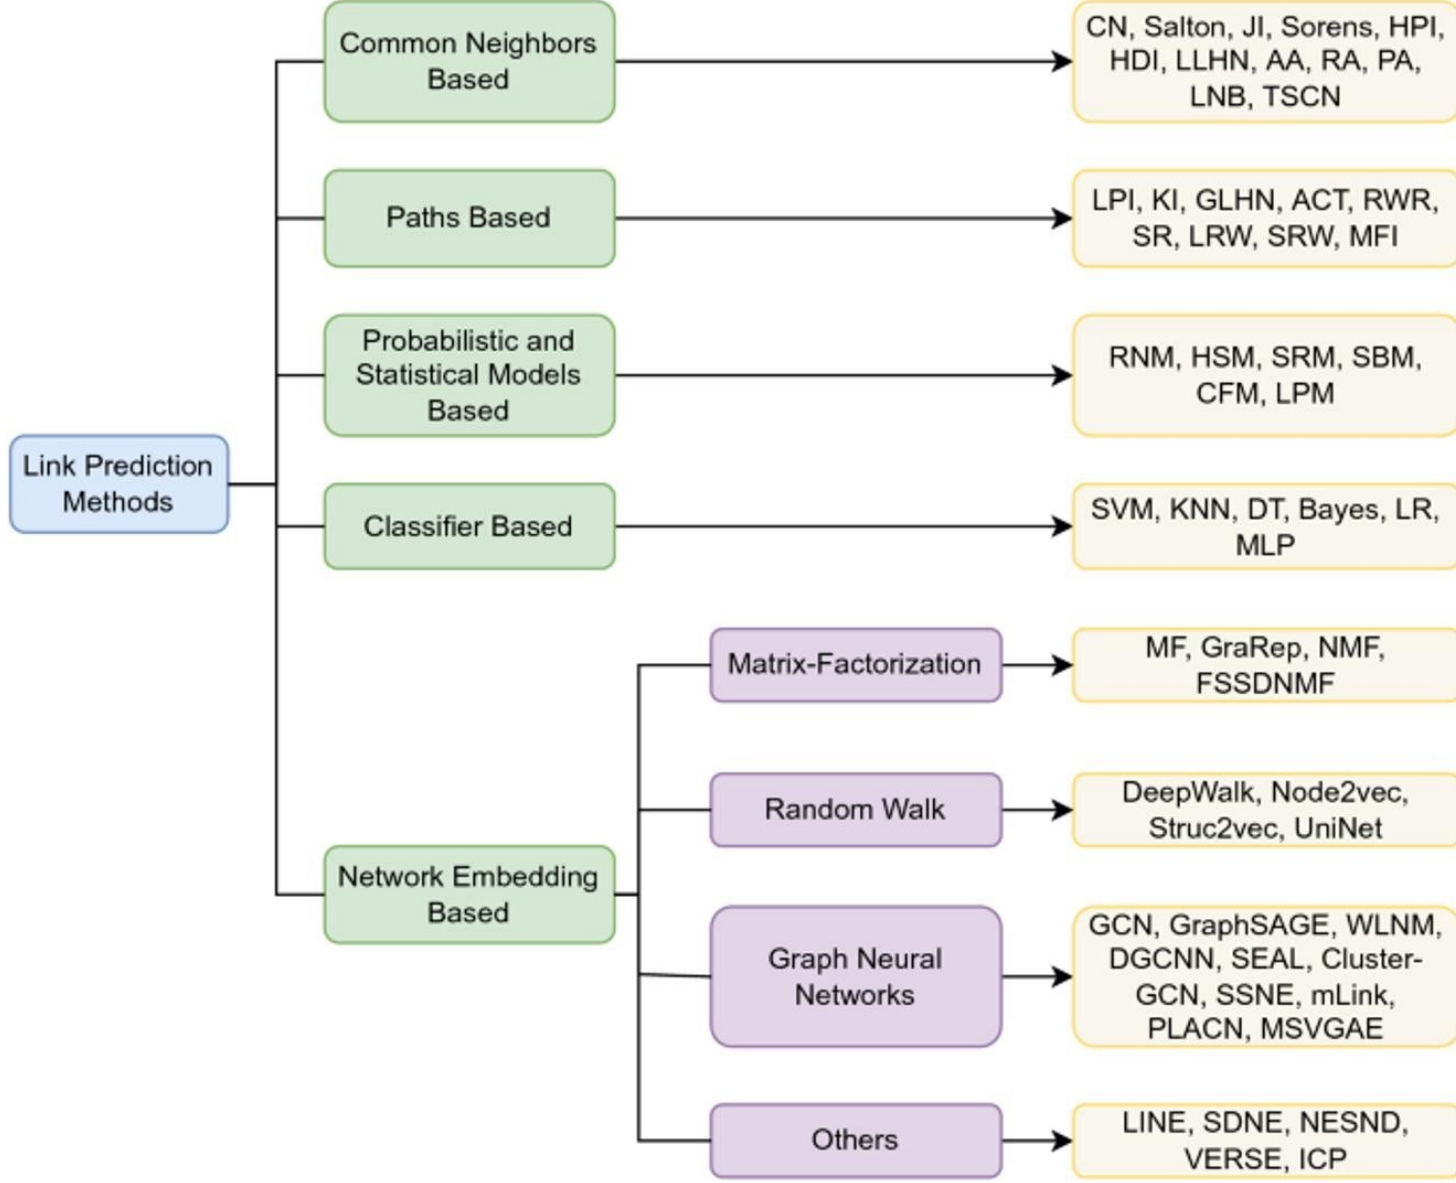 Common Neighbors
Based
CN, Salton, JI, Sorens, HPI,
HDI, LLHN, AA, RA, PA,
LNB, TSCN
Paths Based
LPI, KI, GLHN, ACT, RWR,
SR, LRW, SRW, MFI
Probabilistic and
Statistical Models
Based
RNM, HSM, SRM, SBM,
CFM, LPM
Link Prediction
Methods
Classifier Based
SVM, KNN, DT, Bayes, LR,
MLP
Matrix-Factorization
MF, GraRep, NMF,
FSSDNMF
Random Walk
DeepWalk, Node2vec,
Struc2vec, UniNet
Network Embedding
Based
Graph Neural
Networks
GCN, GraphSAGE, WLNM,
DGCNN, SEAL, Cluster-
GCN, SSNE, mLink,
PLACN, MSVGAE
Others
LINE, SDNE, NESND,
VERSE, ICP